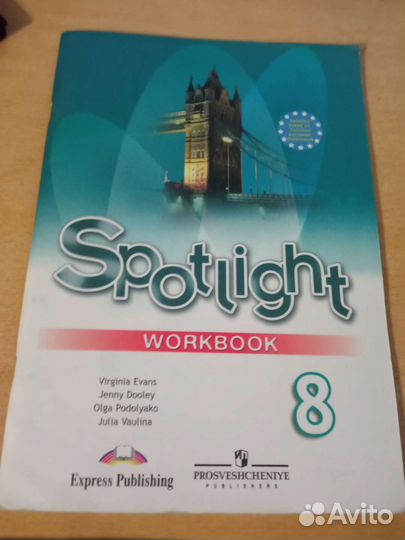 Spotlight
WORKBOOK
Virginia Evans
Jenny Dooley
Olga Podolyako
Julia Vaulina
8
Express Publishing
PROSVESHCHENIYE
PUBLISHERS
Avito